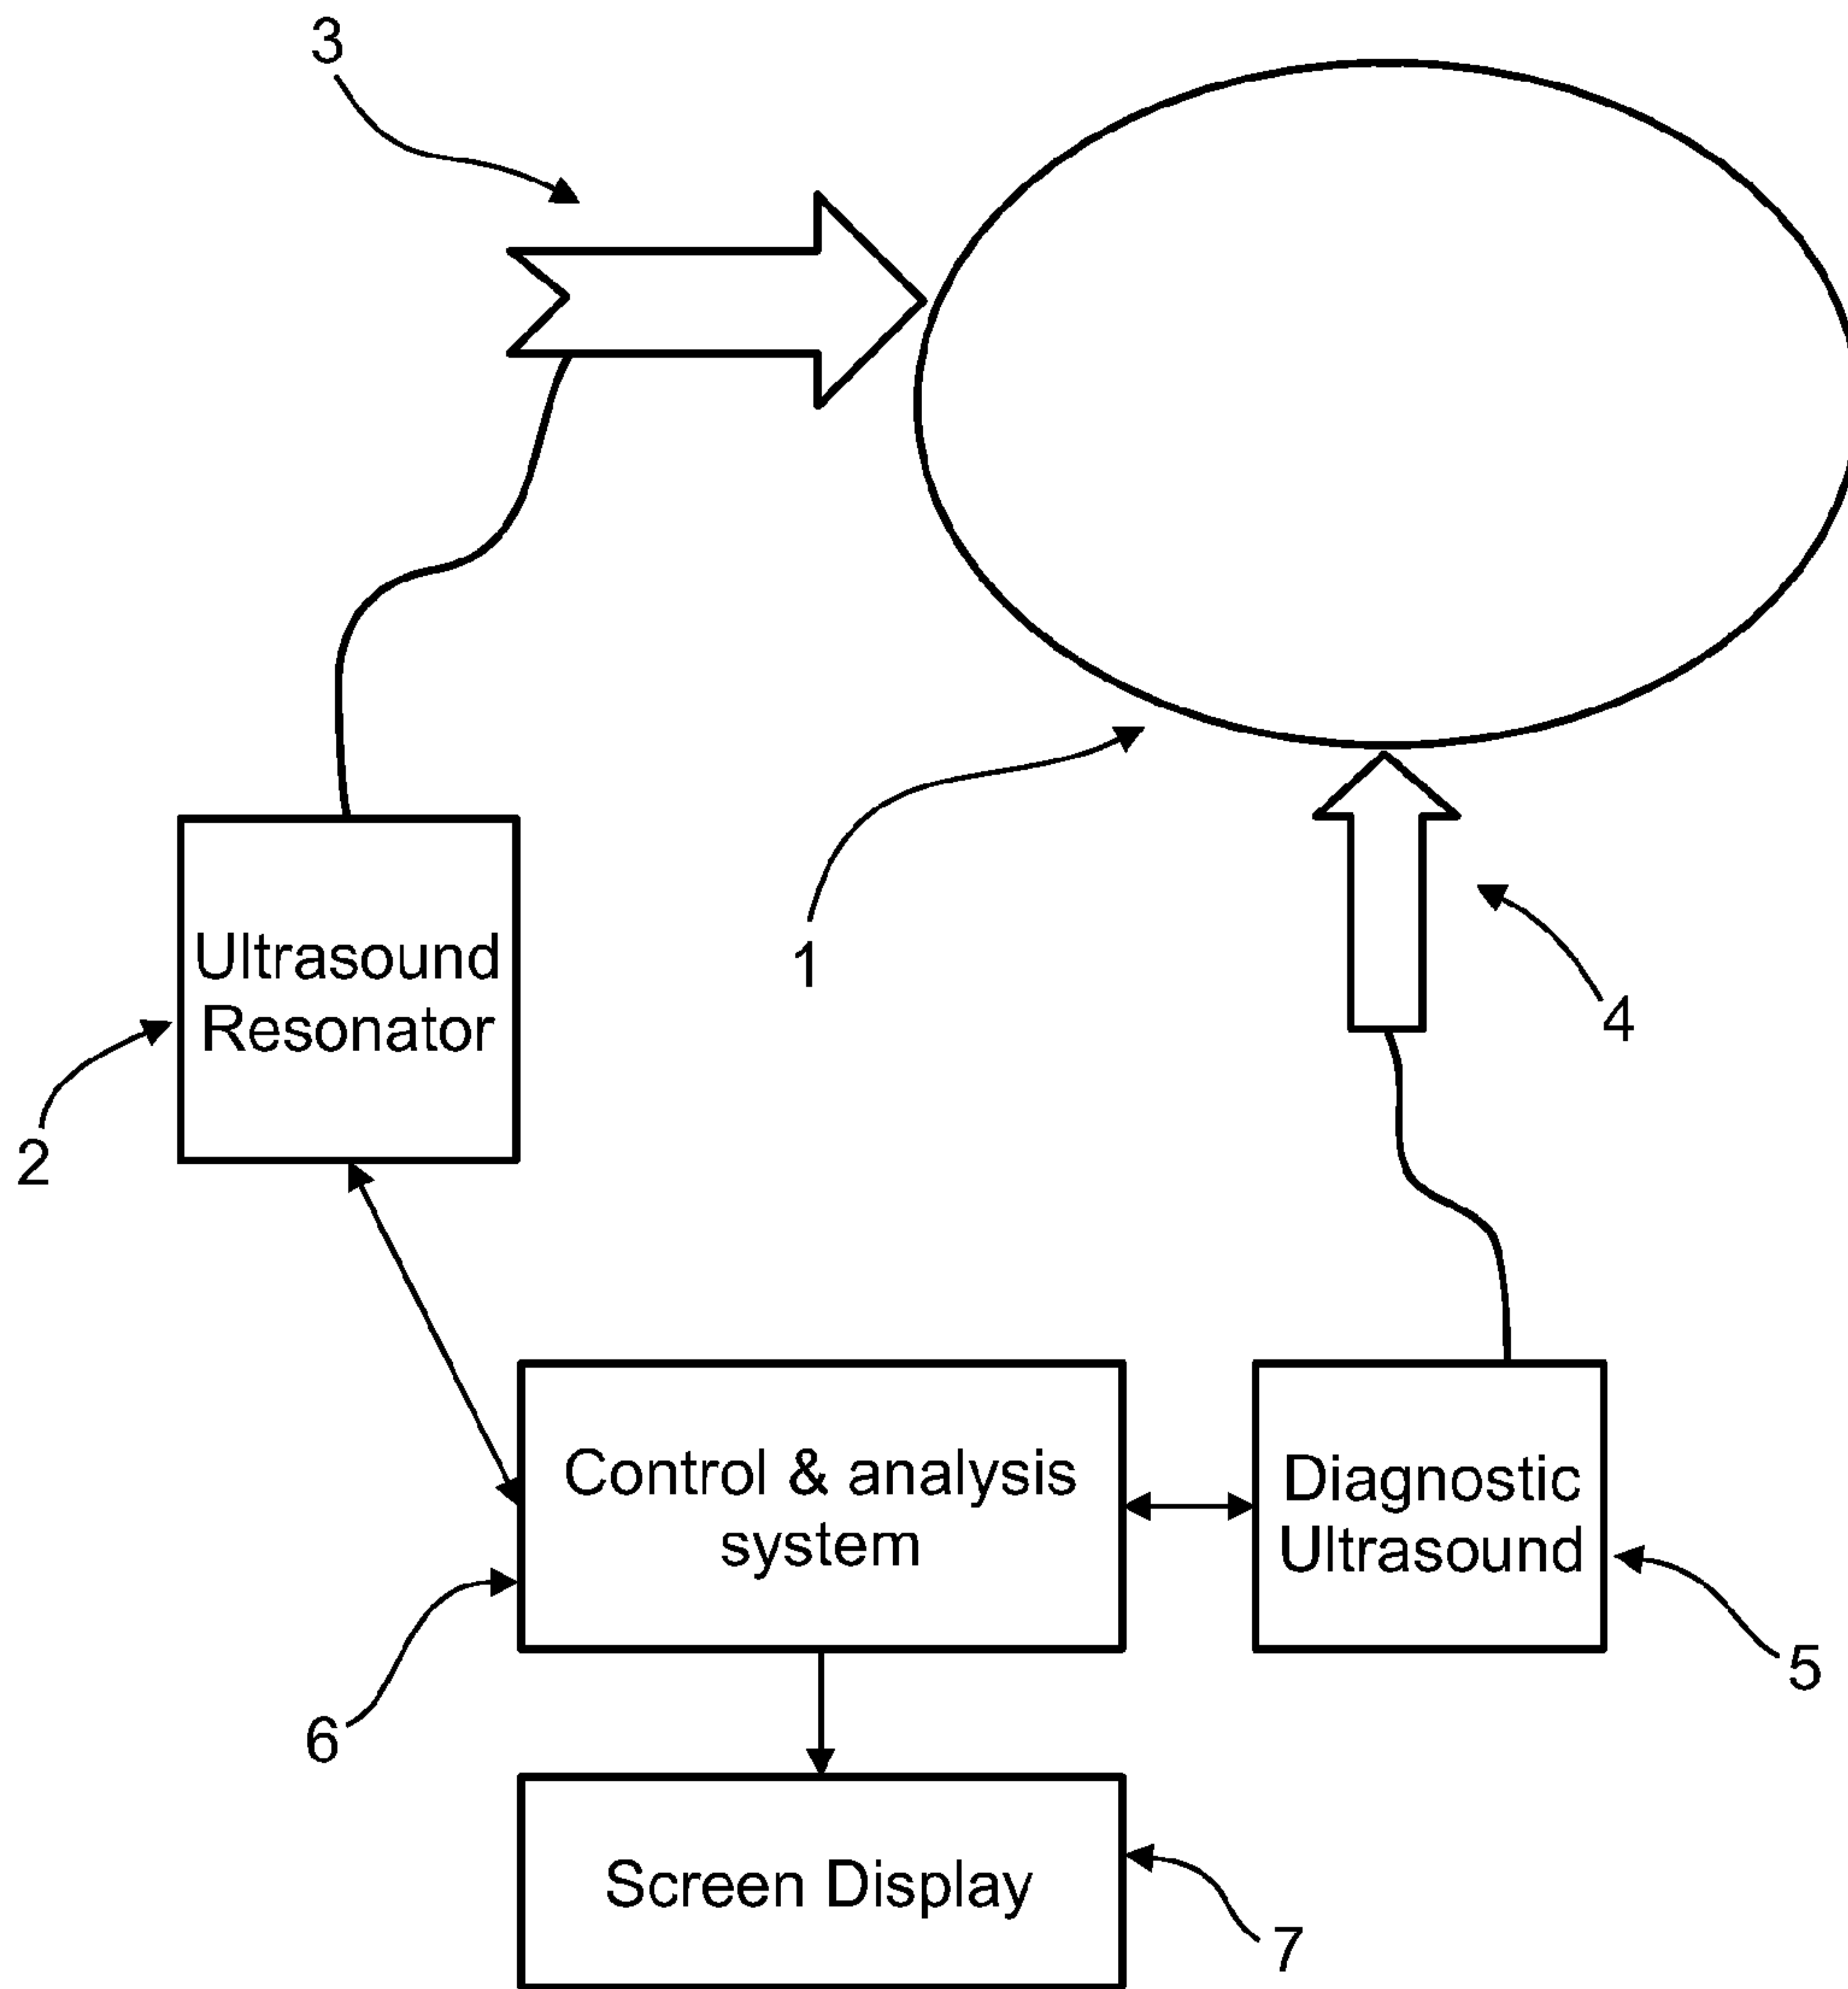 3
1
Ultrasound
Resonator
4
2
Control & analysis
system
Diagnostic
Ultrasound
5
6
Screen Display
7